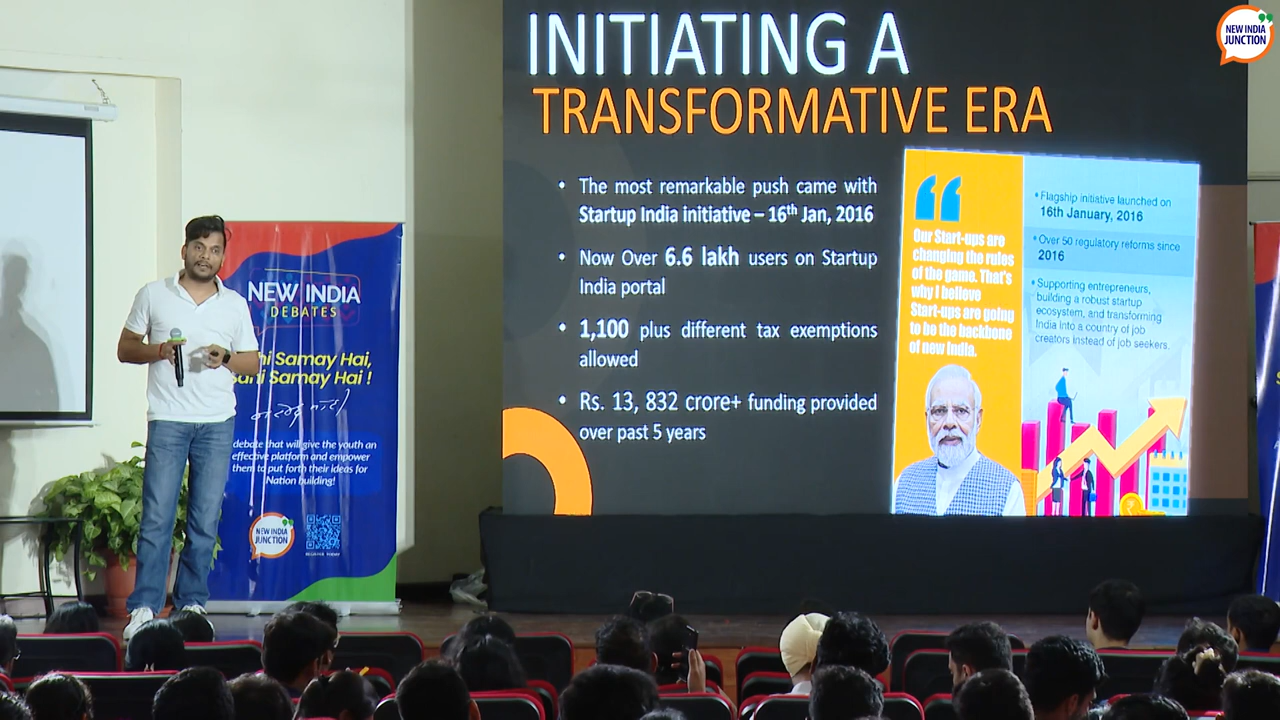 NEW INDIA
JUNCTION
INITIATING A
TRANSFORMATIVE ERA
• The most remarkable push came with
Startup India initiative – 16th Jan, 2016
• Now Over 6.6 lakh users on Startup
India portal
• 1,100 plus different tax exemptions
allowed
• Rs. 13, 832 crore+ funding provided
over past 5 years
Our Start-ups are
changing the rules
of the game. That's
why I believe
Start-ups are going
to be the backbone
of new India.
• Flagship initiative launched on
16th January, 2016
• Over 50 regulatory reforms since
2016
• Supporting entrepreneurs,
building a robust startup
ecosystem, and transforming
India into a country of job
creators instead of job seekers.
NEW INDIA
DEBATES
Samay Hai,
Samay Hai !
debate that will give the youth an
effective platform and empower
them to put forth their ideas for
Nation building!
NEW INDIA
JUNCTION